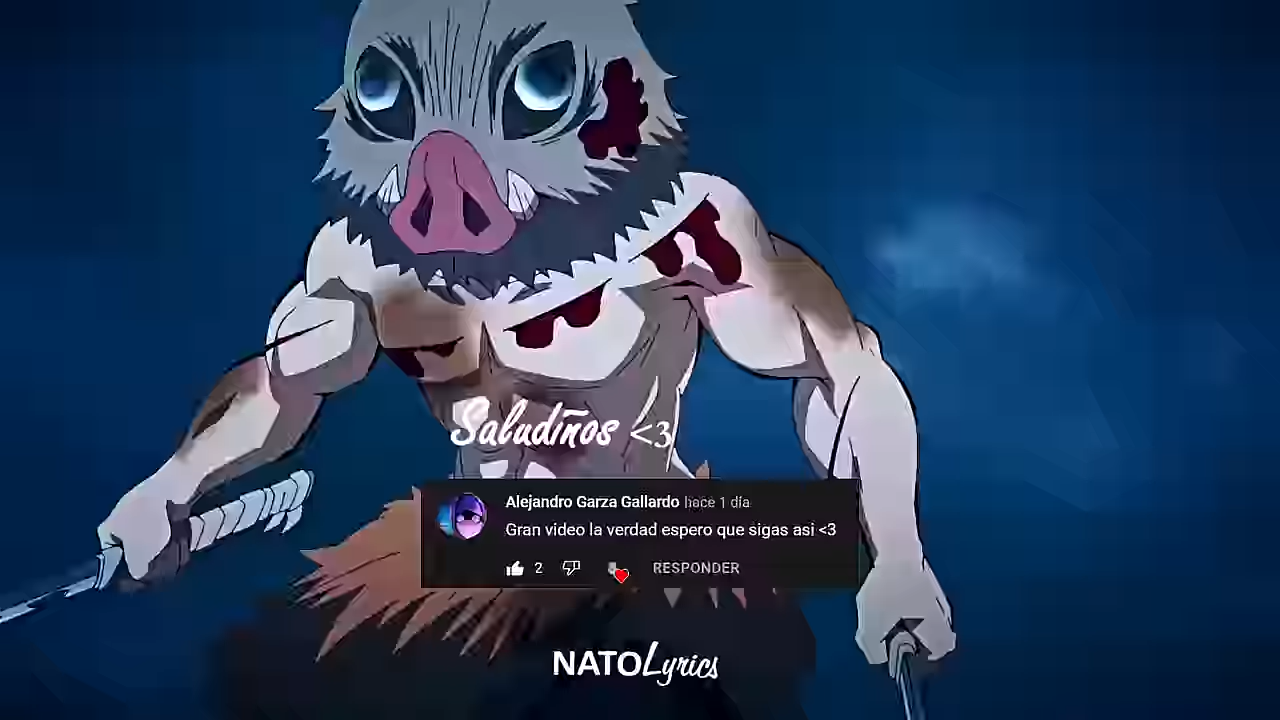 Saludiños <3
Alejandro Garza Gallardo hace 1 día
Gran video la verdad espero que sigas asi <3
2 RESPONDER
NATOLyrics